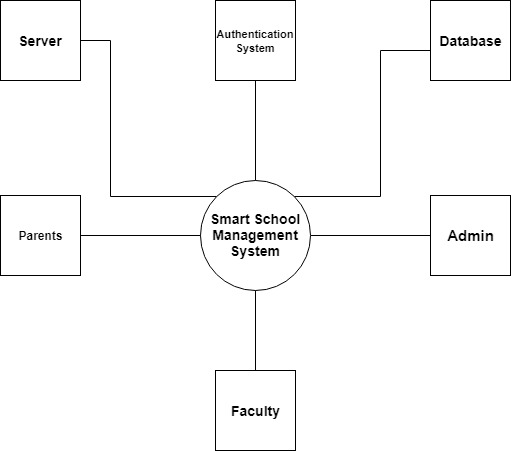 Server
Authentication
System
Database
Smart School
Management
System
Parents
Admin
Faculty